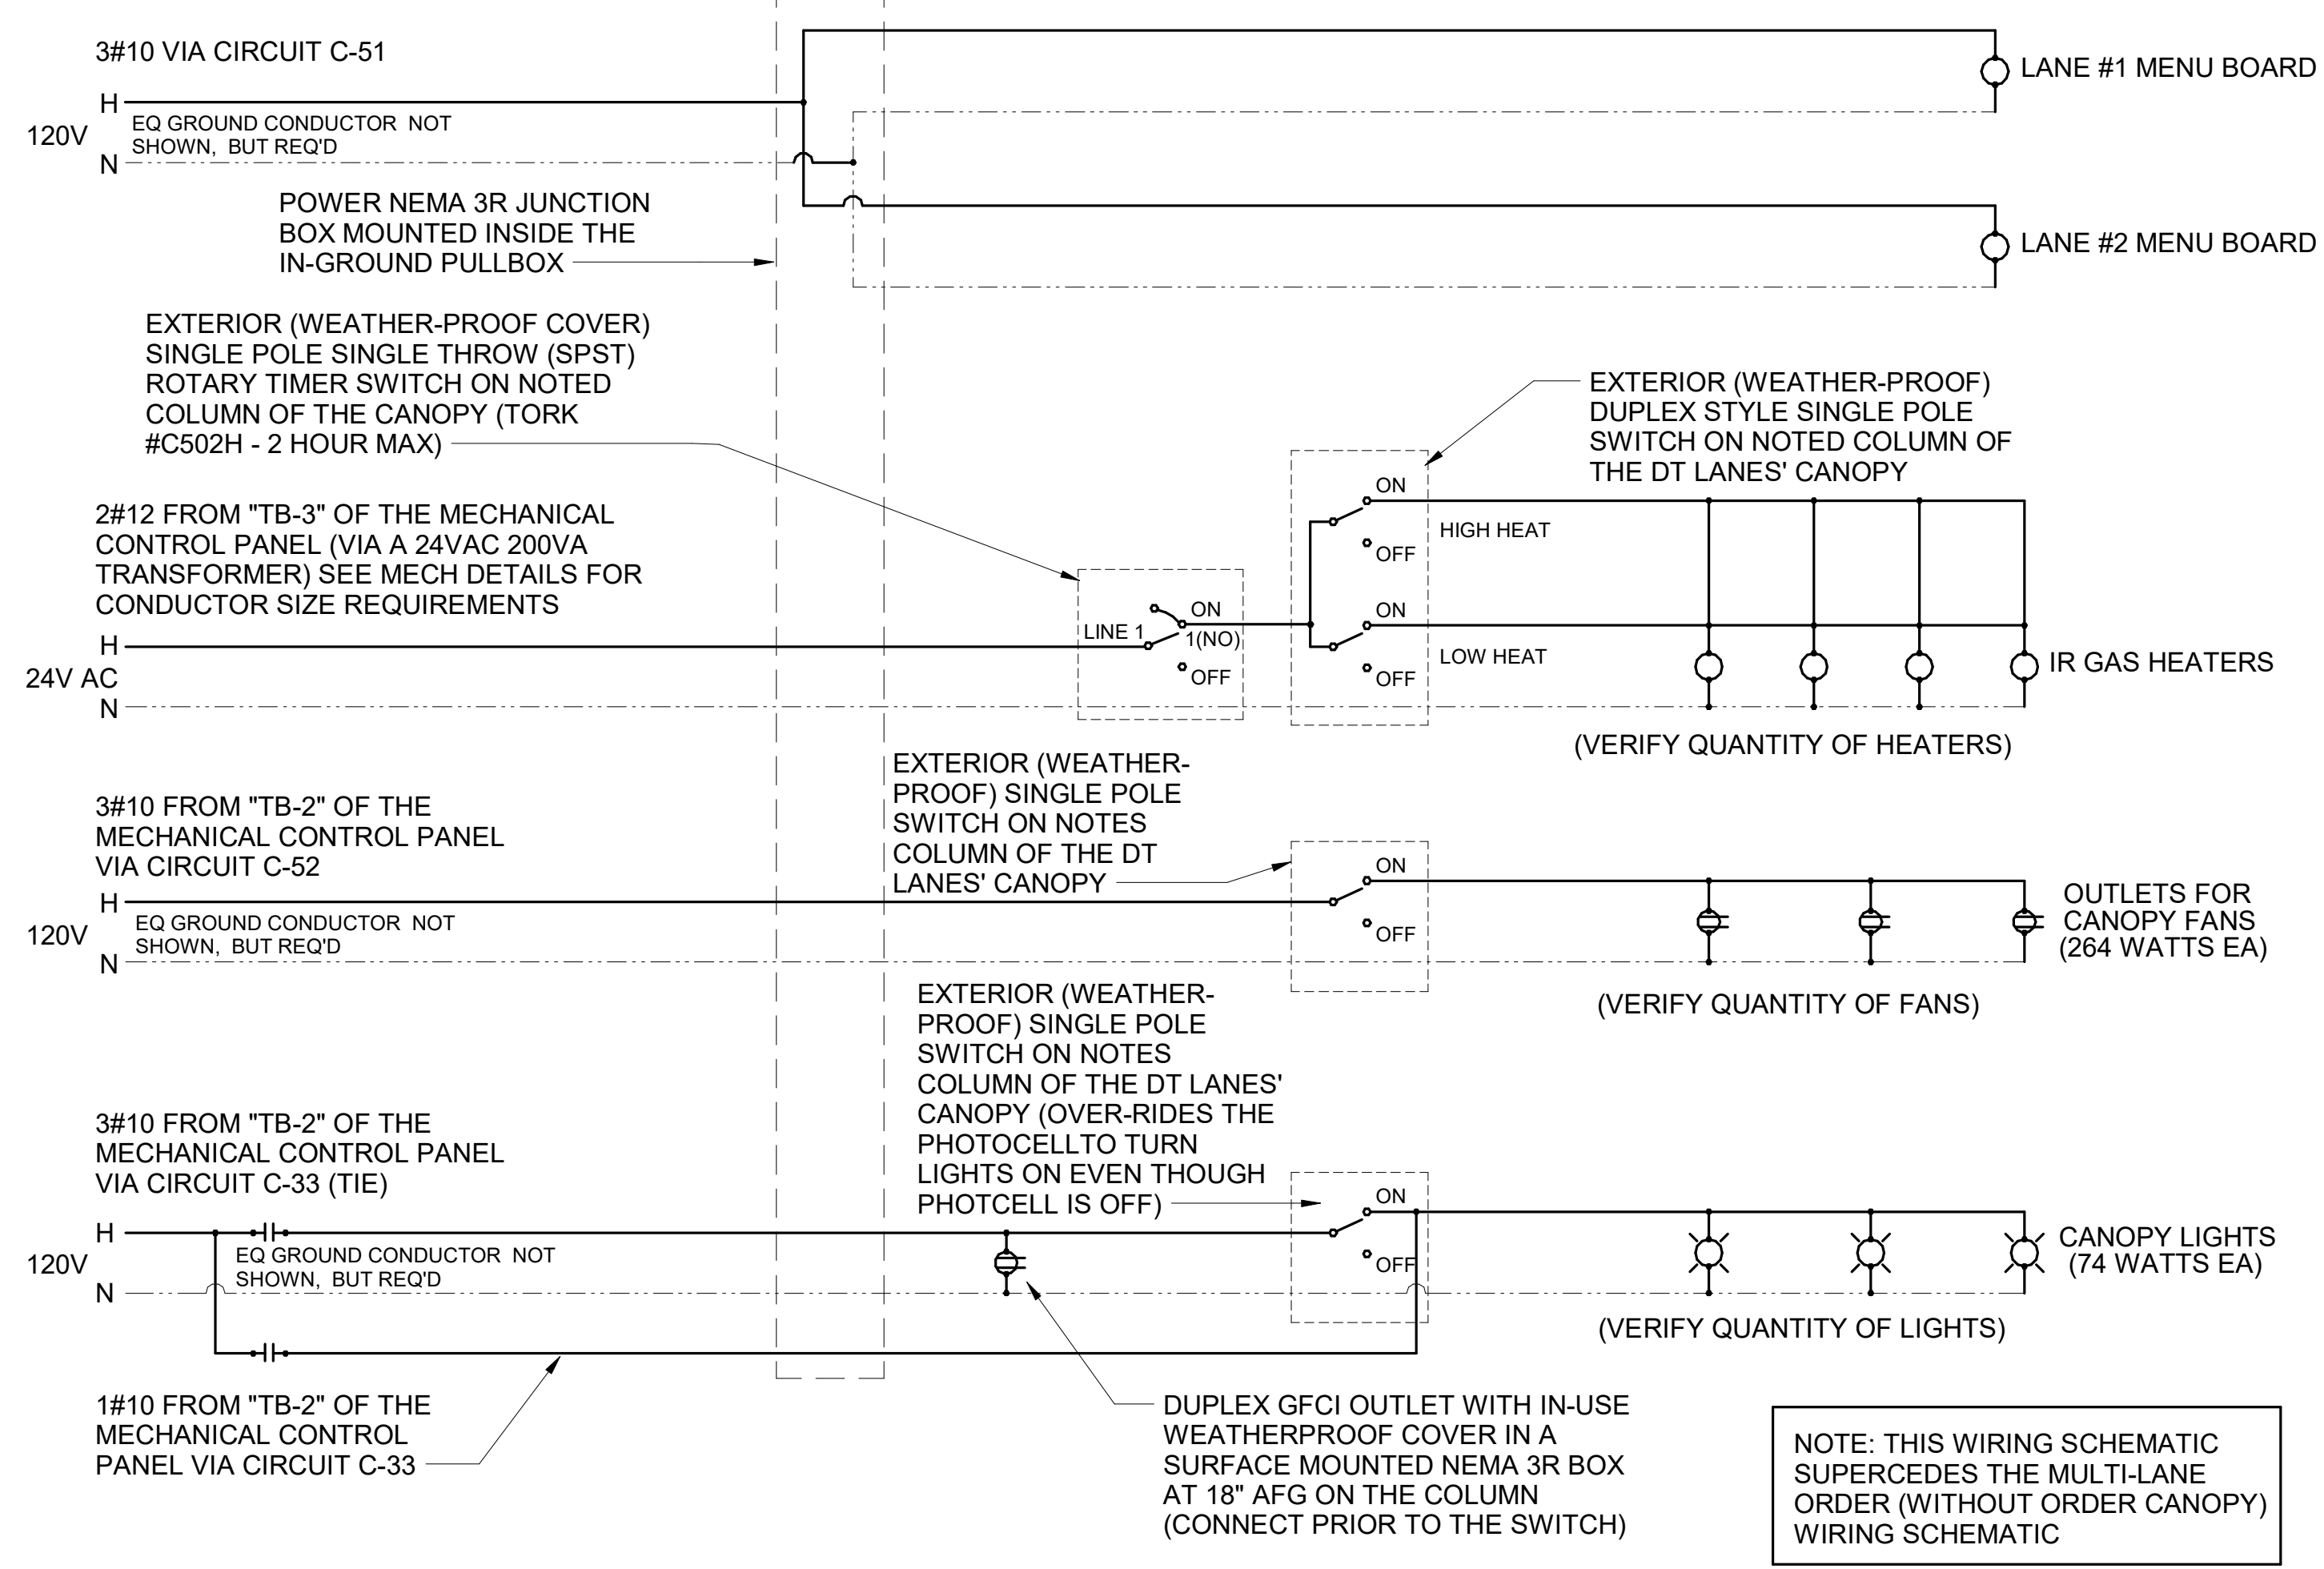 3#10 VIA CIRCUIT C-51
H
120V
EQ GROUND CONDUCTOR NOT
SHOWN, BUT REQ'D
N
LANE #1 MENU BOARD
LANE #2 MENU BOARD
POWER NEMA 3R JUNCTION
BOX MOUNTED INSIDE THE
IN-GROUND PULLBOX
EXTERIOR (WEATHER-PROOF COVER)
SINGLE POLE SINGLE THROW (SPST)
ROTARY TIMER SWITCH ON NOTED
COLUMN OF THE CANOPY (TORK
#C502H - 2 HOUR MAX)
EXTERIOR (WEATHER-PROOF)
DUPLEX STYLE SINGLE POLE
SWITCH ON NOTED COLUMN OF
THE DT LANES' CANOPY
2#12 FROM "TB-3" OF THE MECHANICAL
CONTROL PANEL (VIA A 24VAC 200VA
TRANSFORMER) SEE MECH DETAILS FOR
CONDUCTOR SIZE REQUIREMENTS
H
24V AC
N
LINE 1
ON
1(NO)
OFF
ON
HIGH HEAT
OFF
ON
LOW HEAT
OFF
IR GAS HEATERS
(VERIFY QUANTITY OF HEATERS)
3#10 FROM "TB-2" OF THE
MECHANICAL CONTROL PANEL
VIA CIRCUIT C-52
H
120V
EQ GROUND CONDUCTOR NOT
SHOWN, BUT REQ'D
N
EXTERIOR (WEATHER-
PROOF) SINGLE POLE
SWITCH ON NOTES
COLUMN OF THE DT
LANES' CANOPY
ON
OFF
OUTLETS FOR
CANOPY FANS
(264 WATTS EA)
(VERIFY QUANTITY OF FANS)
3#10 FROM "TB-2" OF THE
MECHANICAL CONTROL PANEL
VIA CIRCUIT C-33 (TIE)
H
120V
EQ GROUND CONDUCTOR NOT
SHOWN, BUT REQ'D
N
EXTERIOR (WEATHER-
PROOF) SINGLE POLE
SWITCH ON NOTES
COLUMN OF THE DT LANES'
CANOPY (OVER-RIDES THE
PHOTOCELLTO TURN
LIGHTS ON EVEN THOUGH
PHOTCELL IS OFF)
ON
OFF
CANOPY LIGHTS
(74 WATTS EA)
(VERIFY QUANTITY OF LIGHTS)
1#10 FROM "TB-2" OF THE
MECHANICAL CONTROL
PANEL VIA CIRCUIT C-33
DUPLEX GFCI OUTLET WITH IN-USE
WEATHERPROOF COVER IN A
SURFACE MOUNTED NEMA 3R BOX
AT 18" AFG ON THE COLUMN
(CONNECT PRIOR TO THE SWITCH)
NOTE: THIS WIRING SCHEMATIC
SUPERCEDES THE MULTI-LANE
ORDER (WITHOUT ORDER CANOPY)
WIRING SCHEMATIC